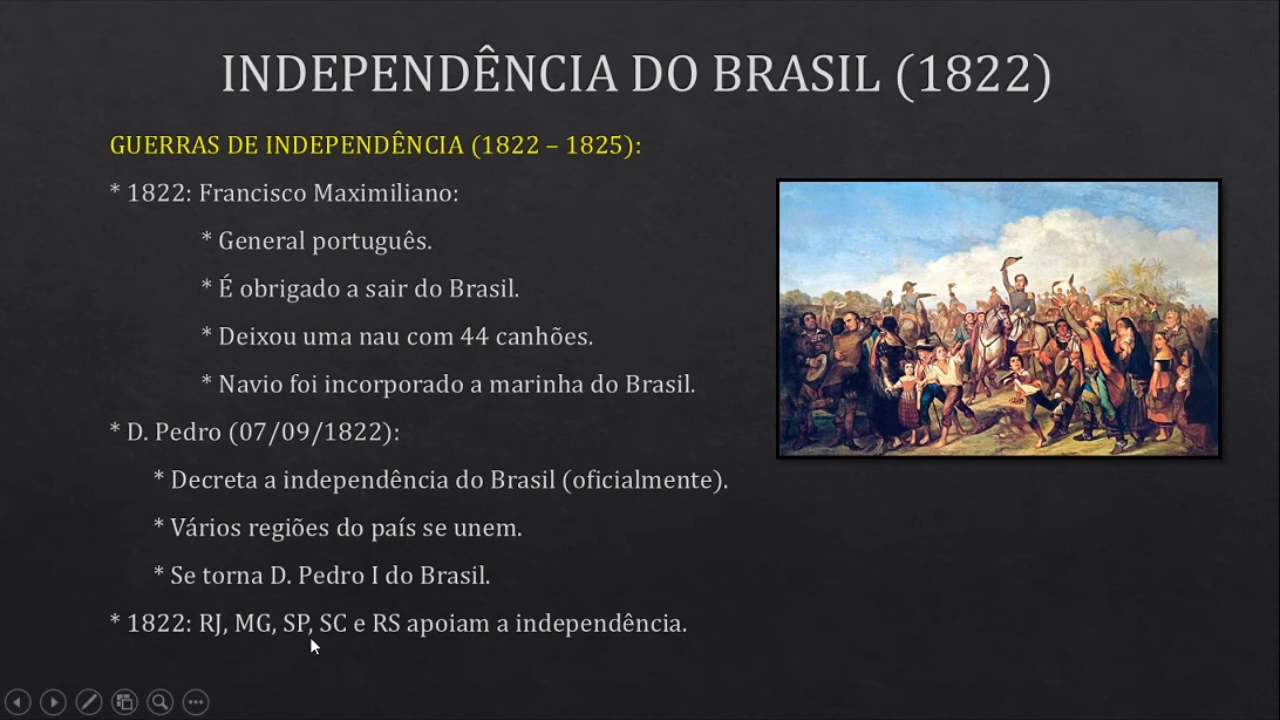 INDEPENDÊNCIA DO BRASIL (1822)
GUERRAS DE INDEPENDÊNCIA (1822 – 1825):
* 1822: Francisco Maximiliano:
* General português.
* É obrigado a sair do Brasil.
* Deixou uma nau com 44 canhões.
* Navio foi incorporado a marinha do Brasil.
* D. Pedro (07/09/1822):
* Decreta a independência do Brasil (oficialmente).
* Vários regiões do país se unem.
* Se torna D. Pedro I do Brasil.
* 1822: RJ, MG, SP, SC e RS apoiam a independência.